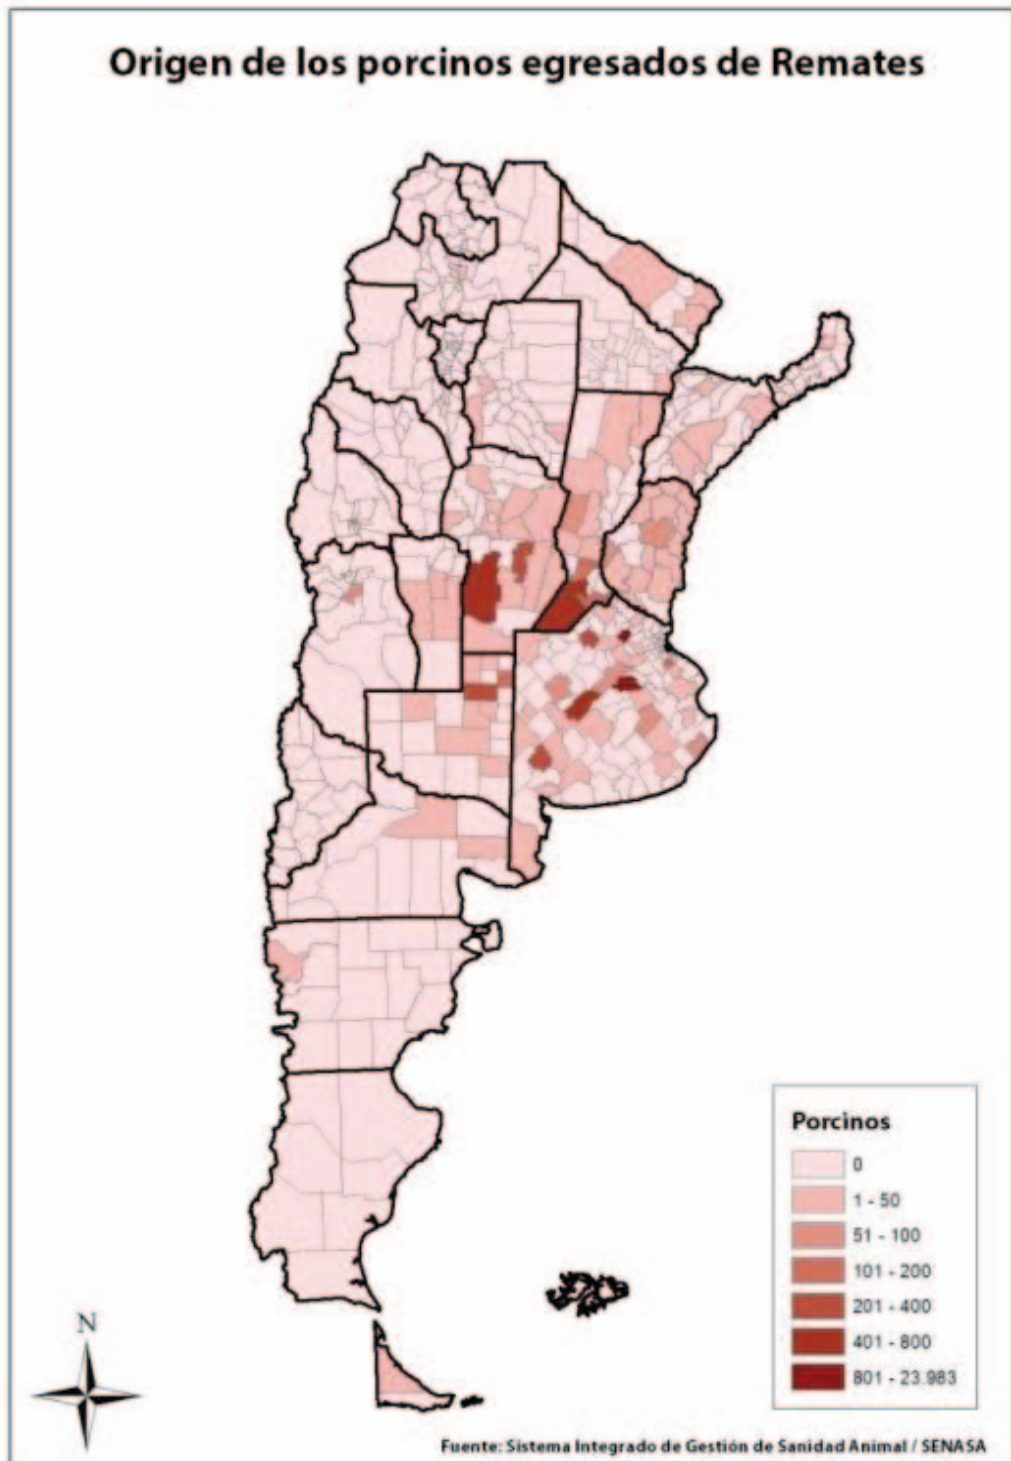 Origen de los porcinos egresados de Remates
Porcinos
0
1 - 50
51 - 100
101 - 200
201 - 400
401 - 800
801 - 23.983
N
Fuente: Sistema Integrado de Gestión de Sanidad Animal / SENASA